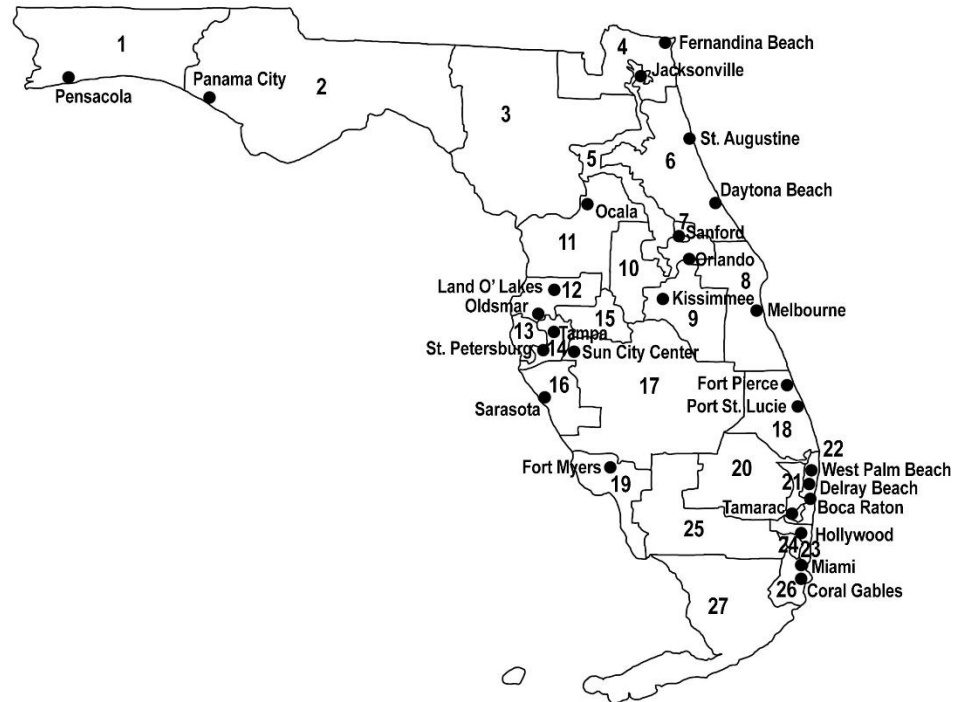 1
4
Fernandina Beach
Jacksonville
Panama City
Pensacola
2
3
St. Augustine
5
6
Daytona Beach
Ocala
7
Sanford
11
10
Orlando
8
Land O' Lakes
12
Kissimmee
Oldsmar
15
9
Melbourne
13
Tampa
St. Petersburg
14
Sun City Center
16
17
Fort Pierce
Sarasota
Port St. Lucie
18
22
Fort Myers
20
West Palm Beach
19
21
Delray Beach
Tamarac
Boca Raton
25
Hollywood
24
23
Miami
26
Coral Gables
27